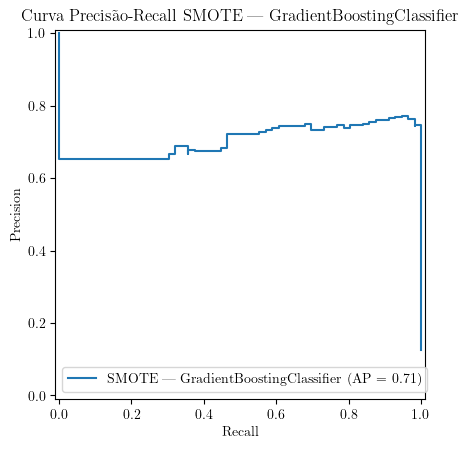 Curva Precisão-Recall SMOTE — GradientBoostingClassifier
1.0
0.8
0.6
0.4
0.2
0.0
Precision
SMOTE — GradientBoostingClassifier (AP = 0.71)
0.0 0.2 0.4 0.6 0.8 1.0
Recall